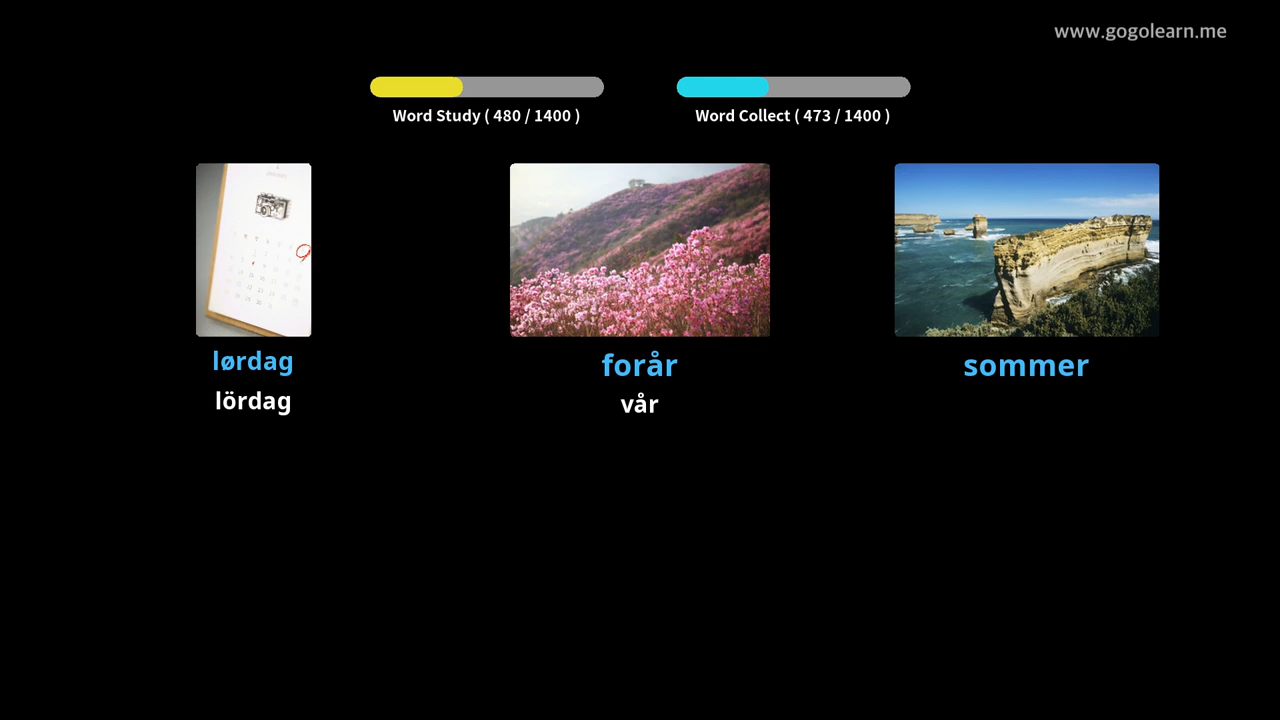 www.gogolearn.me
Word Study ( 480 / 1400 )
Word Collect ( 473 / 1400 )
lørdag
lördag
forår
vår
sommer